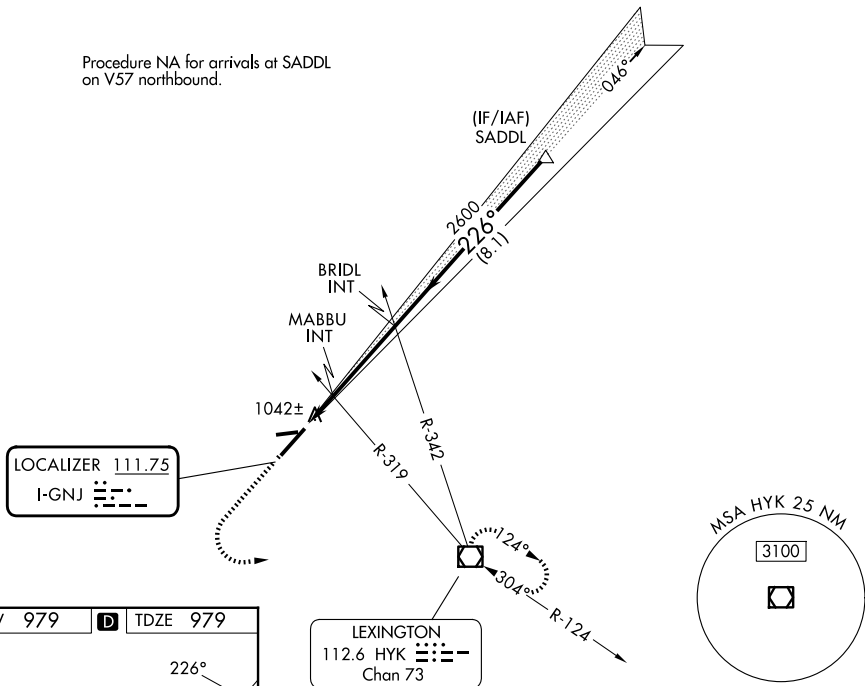 Procedure NA for arrivals at SADDL
on V57 northbound.
046°
(IF/IAF)
SADDL
2600
226°
(8.1)
BRIDL
INT
MABBU
INT
1042±
R-342
R-319
LOCALIZER 111.75
I-GNJ
124°
304°
R-124
LEXINGTON
112.6 HYK
Chan 73
MSA HYK 25 NM
3100
979 D TDZE 979
226°